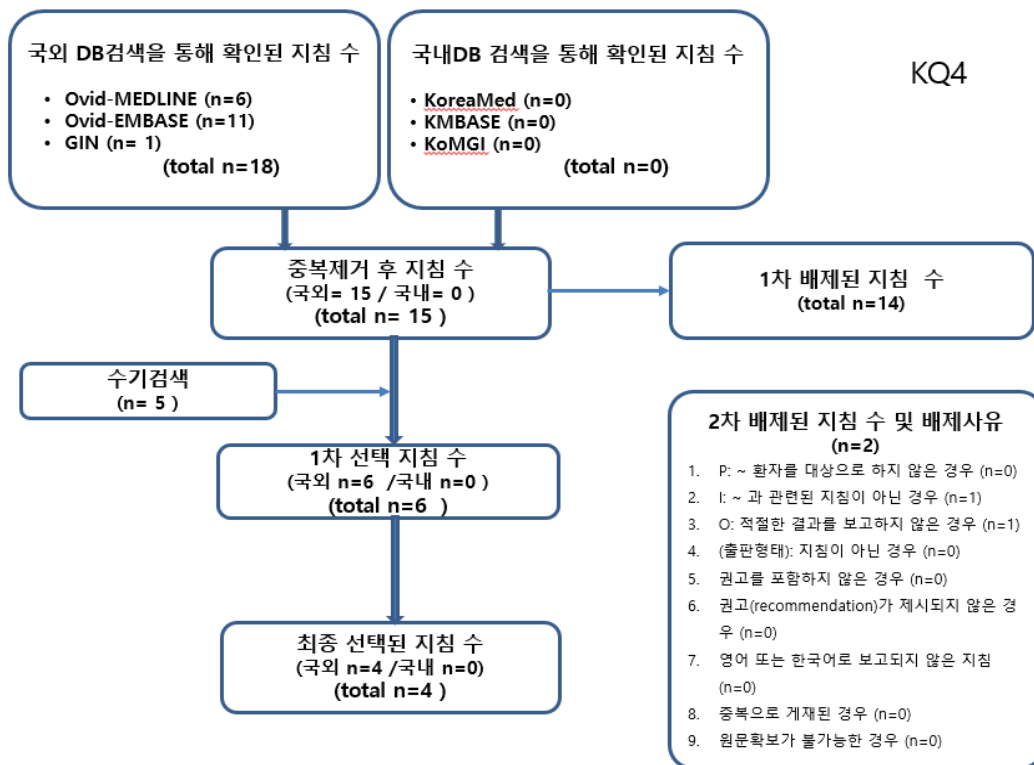 국외 DB검색을 통해 확인된 지침 수
• Ovid-MEDLINE (n=6)
• Ovid-EMBASE (n=11)
• GIN (n= 1)
(total n=18)
국내DB 검색을 통해 확인된 지침 수
• KoreaMed (n=0)
• KMBASE (n=0)
• KoMGI (n=0)
(total n=0)
KQ4
중복제거 후 지침 수
(국외= 15 / 국내= 0 )
(total n= 15 )
1차 배제된 지침 수
(total n=14)
수기검색
(n= 5 )
1차 선택 지침 수
(국외 n=6 /국내 n=0 )
(total n=6 )
2차 배제된 지침 수 및 배제사유
(n=2)
1. P: ~ 환자를 대상으로 하지 않은 경우 (n=0)
2. I: ~ 과 관련된 지침이 아닌 경우 (n=1)
3. O: 적절한 결과를 보고하지 않은 경우 (n=1)
4. (출판형태): 지침이 아닌 경우 (n=0)
5. 권고를 포함하지 않은 경우 (n=0)
6. 권고(recommendation)가 제시되지 않은 경
우 (n=0)
7. 영어 또는 한국어로 보고되지 않은 지침
(n=0)
8. 중복으로 게재된 경우 (n=0)
9. 원문확보가 불가능한 경우 (n=0)
최종 선택된 지침 수
(국외 n=4 /국내 n=0)
(total n=4 )